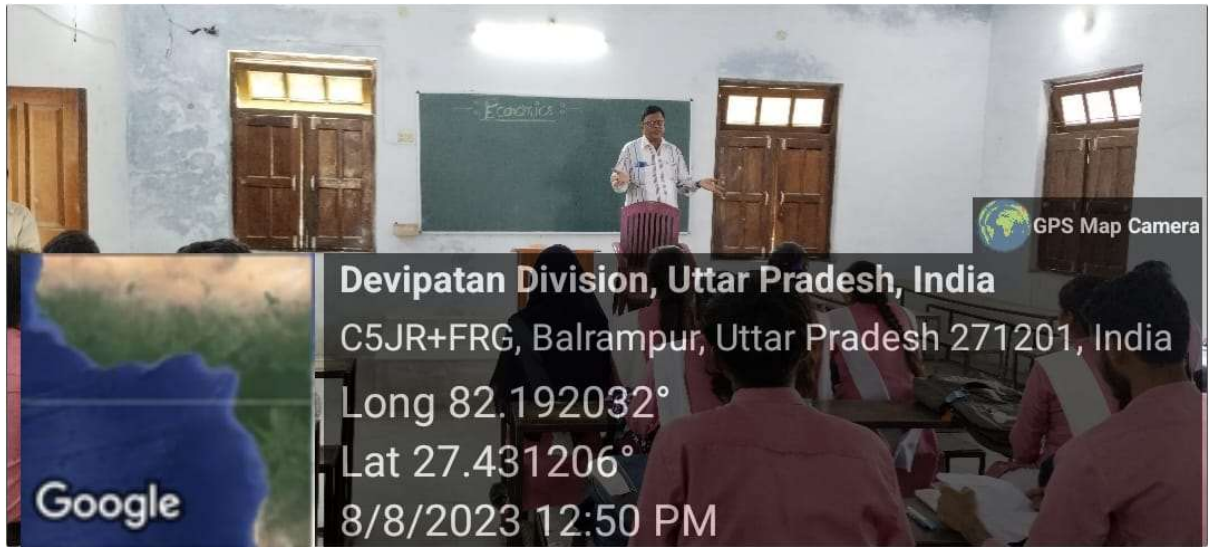 -: Economics :-
GPS Map Camera
Devipatan Division, Uttar Pradesh, India
C5JR+FRG, Balrampur, Uttar Pradesh 271201, India
Long 82.192032°
Lat 27.431206°
8/8/2023 12:50 PM
Google